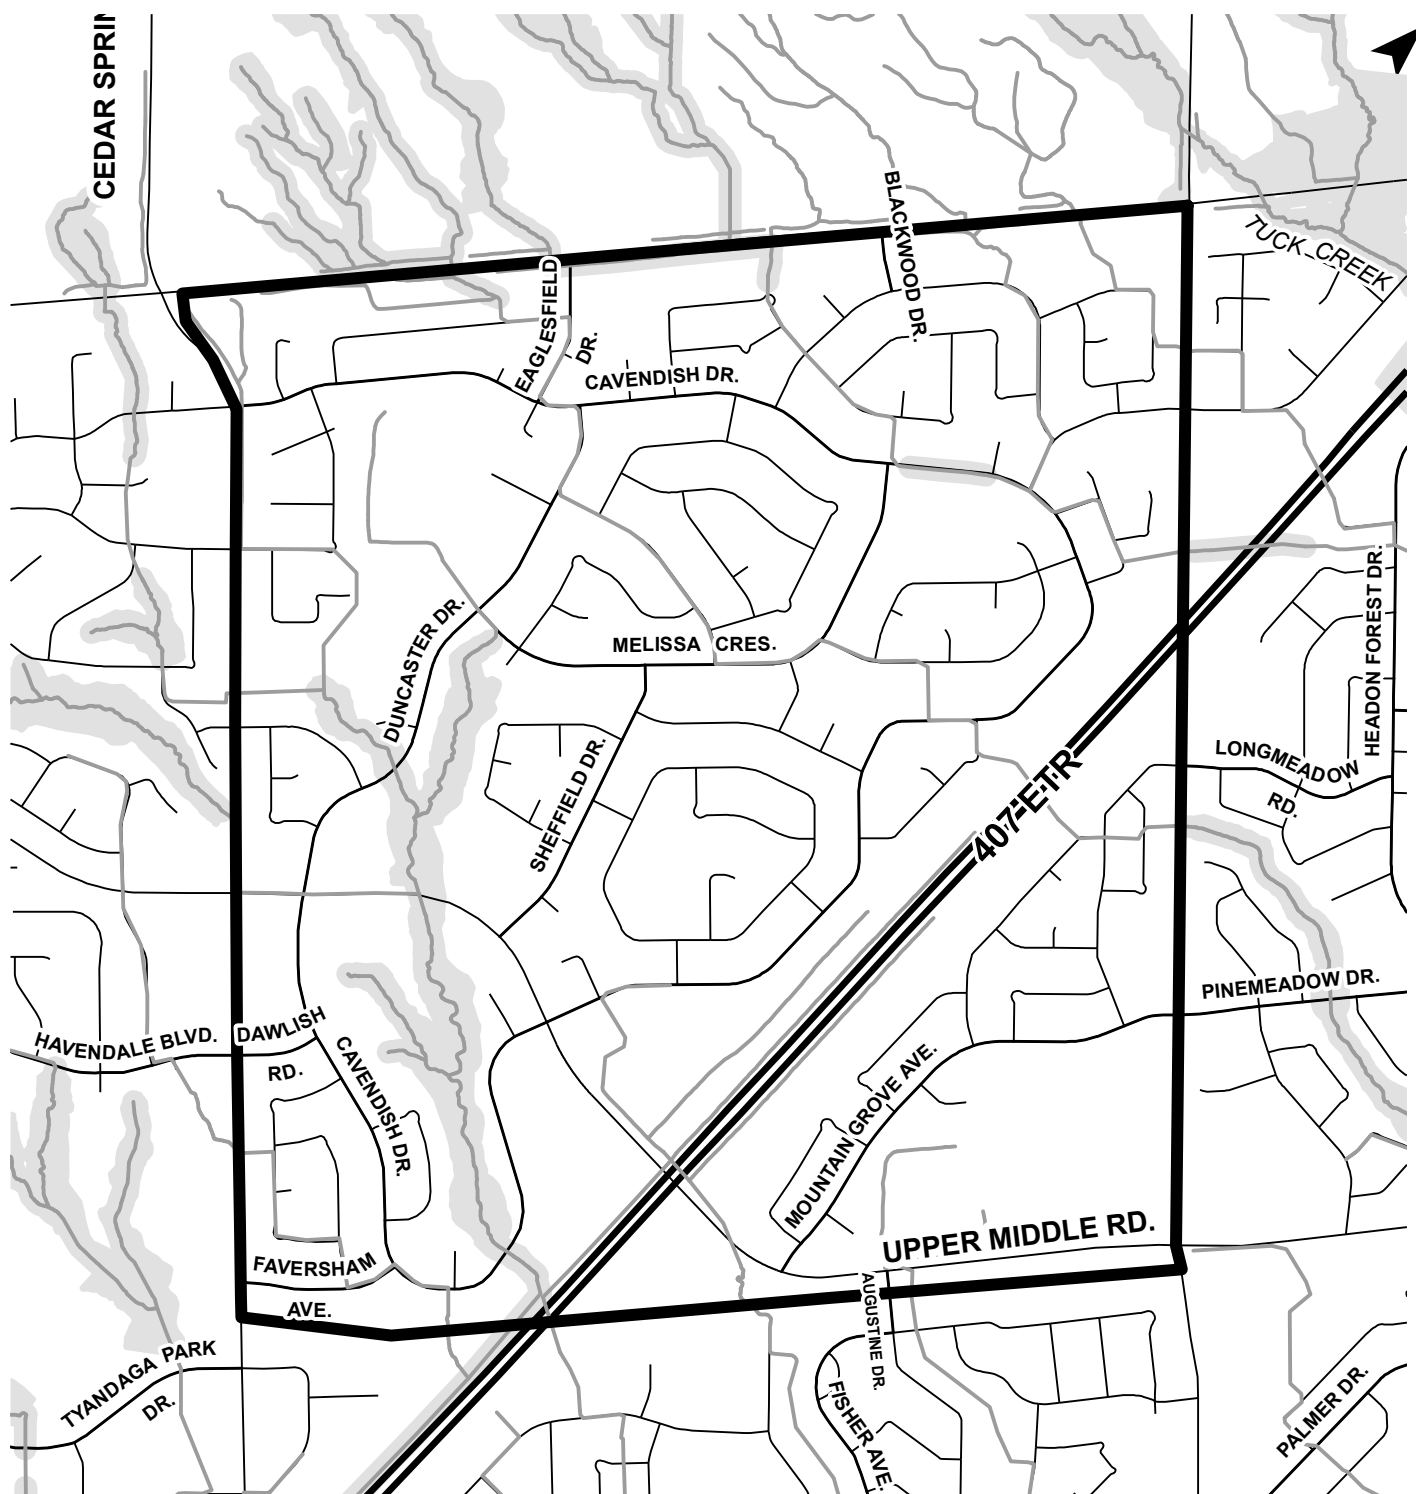 CEDAR SPRIN
BLACKWOOD DR.
TUCK CREEK
EAGLESFIELD
DR.
CAVENDISH DR.
HEADON FOREST DR.
DUNCASTER DR.
MELISSA CRES.
SHEFFIELD DR.
407-ETR
LONGMEADOW
RD.
PINEMEADOW DR.
HAVENDALE BLVD.
DAWLISH
RD.
CAVENDISH DR.
MOUNTAIN GROVE AVE.
UPPER MIDDLE RD.
FAVERSHAM
AVE.
AUGUSTINE DR.
TYANDAGA PARK
DR.
FISHER AVE.
PALMER DR.